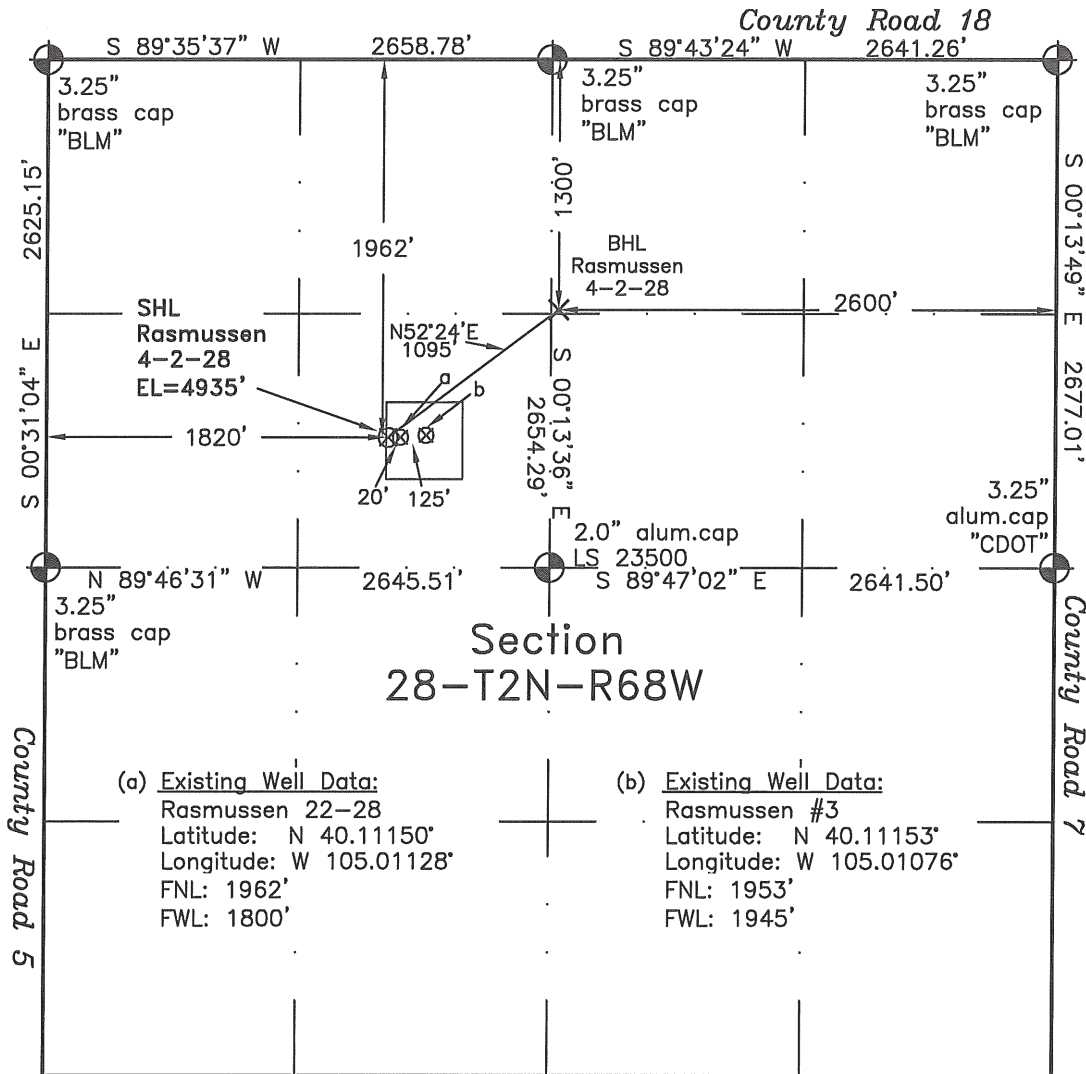 County Road 18
S 89°35'37" W
2658.78'
S 89°43'24" W
2641.26'
3.25"
brass cap
"BLM"
3.25"
brass cap
"BLM"
3.25"
brass cap
"BLM"
S 00°31'04" E
2625.15'
S 00°13'49" E
2677.01'
1962'
1300'
BHL
Rasmussen
4-2-28
2600'
SHL
Rasmussen
4-2-28
EL=4935'
N52°24'E
1095'
a
b
S 00°13'36" E
2654.29'
1820'
20'
125'
2.0" alum.cap
LS 23500
3.25"
alum.cap
"CDOT"
N 89°46'31" W
2645.51'
S 89°47'02" E
2641.50'
3.25"
brass cap
"BLM"
Section
28-T2N-R68W
County Road 5
County Road 7
(a) Existing Well Data:
Rasmussen 22-28
Latitude: N 40.11150°
Longitude: W 105.01128°
FNL: 1962'
FWL: 1800'
(b) Existing Well Data:
Rasmussen #3
Latitude: N 40.11153°
Longitude: W 105.01076°
FNL: 1953'
FWL: 1945'